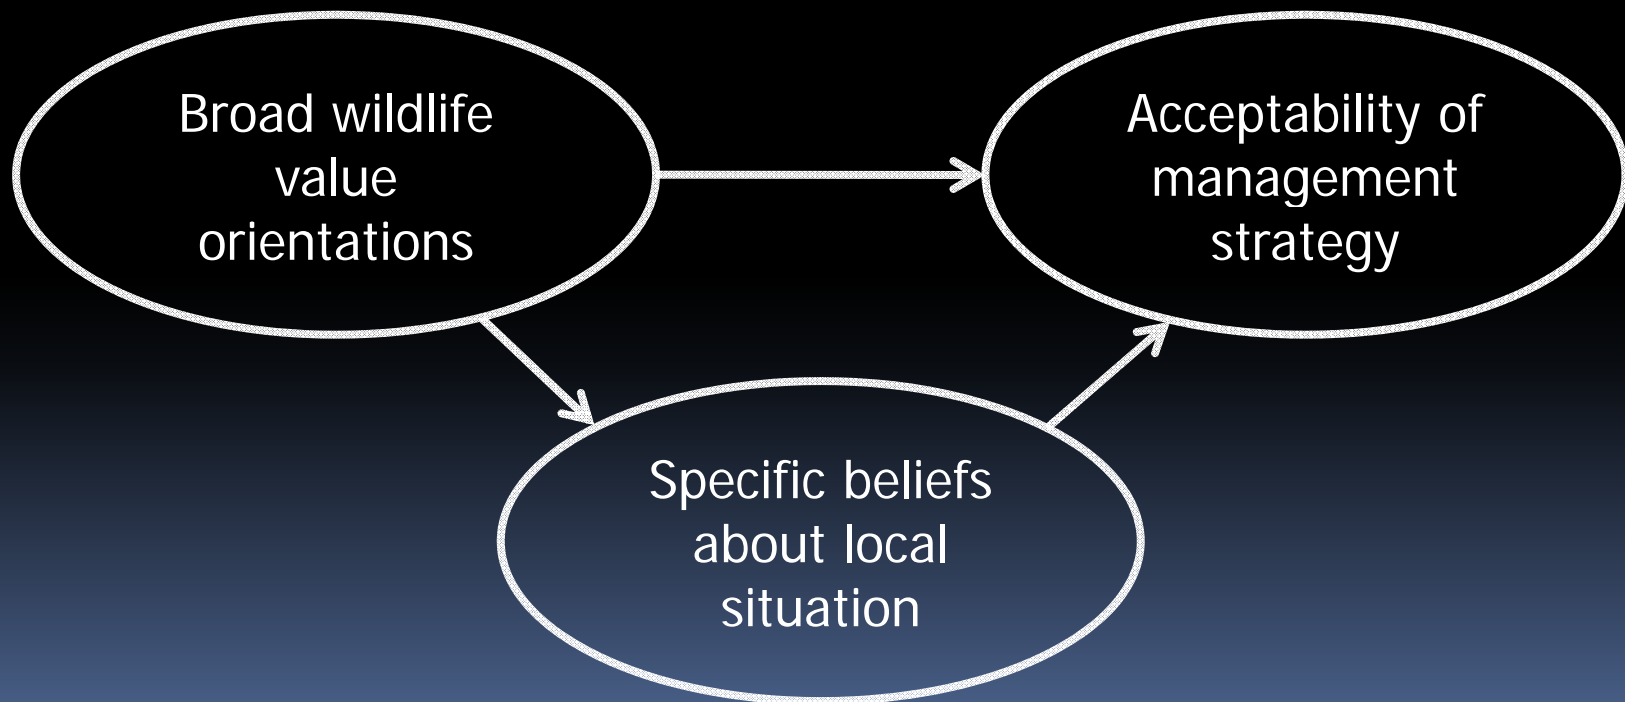 Broad wildlife
value
orientations
Acceptability of
management
strategy
Specific beliefs
about local
situation